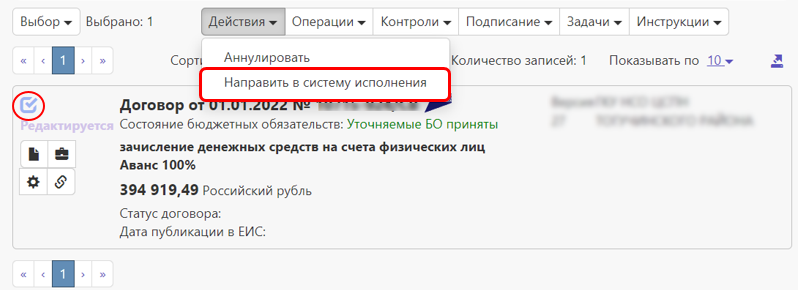 Выбор Выбрано: 1 Действия Операции Контроли Подписание Задачи Инструкции
Аннулировать
« ‹ 1 › » Количество записей: 1 Показывать по 10
Направить в систему исполнения
Договор от 01.01.2022 №
Редактируется
Состояние бюджетных обязательств: Уточняемые БО приняты
зачисление денежных средств на счета физических лиц
Аванс 100%
394 919,49 Российский рубль
Статус договора:
Дата публикации в ЕИС:
« ‹ 1 › »